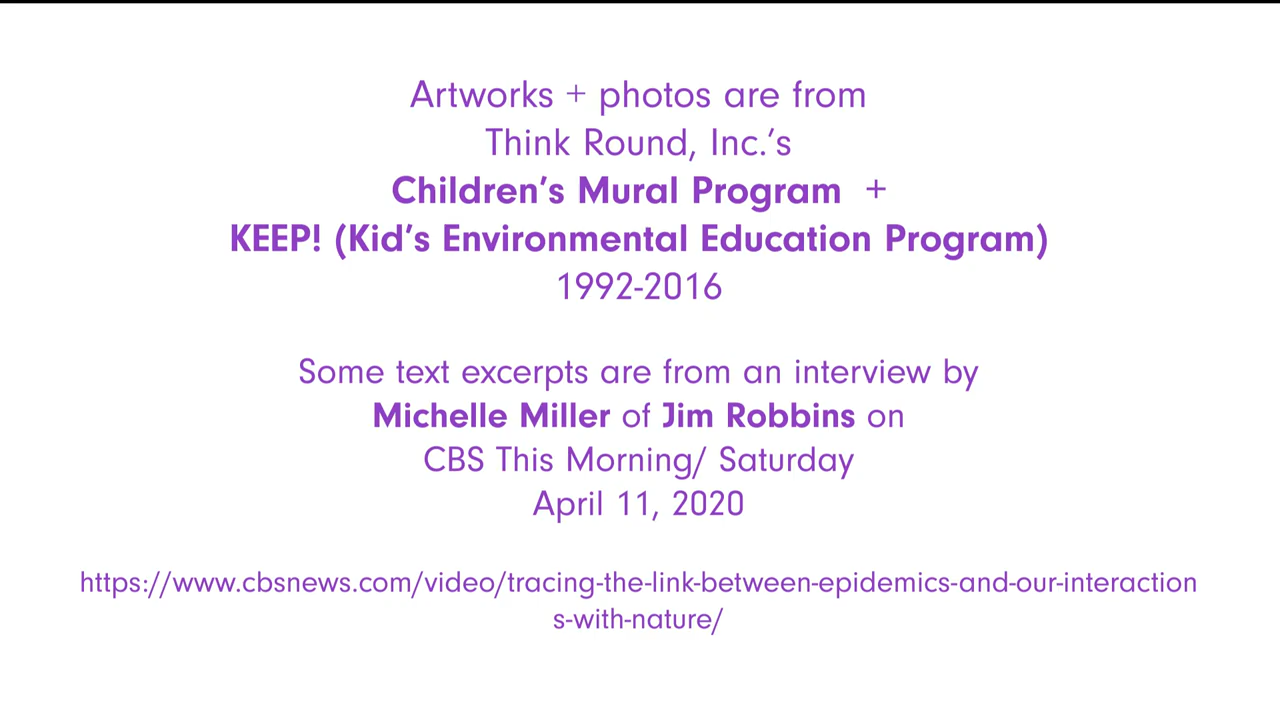 Artworks + photos are from
Think Round, Inc.’s
Children’s Mural Program +
KEEP! (Kid’s Environmental Education Program)
1992-2016
Some text excerpts are from an interview by
Michelle Miller of Jim Robbins on
CBS This Morning/ Saturday
April 11, 2020
https://www.cbsnews.com/video/tracing-the-link-between-epidemics-and-our-interaction
s-with-nature/